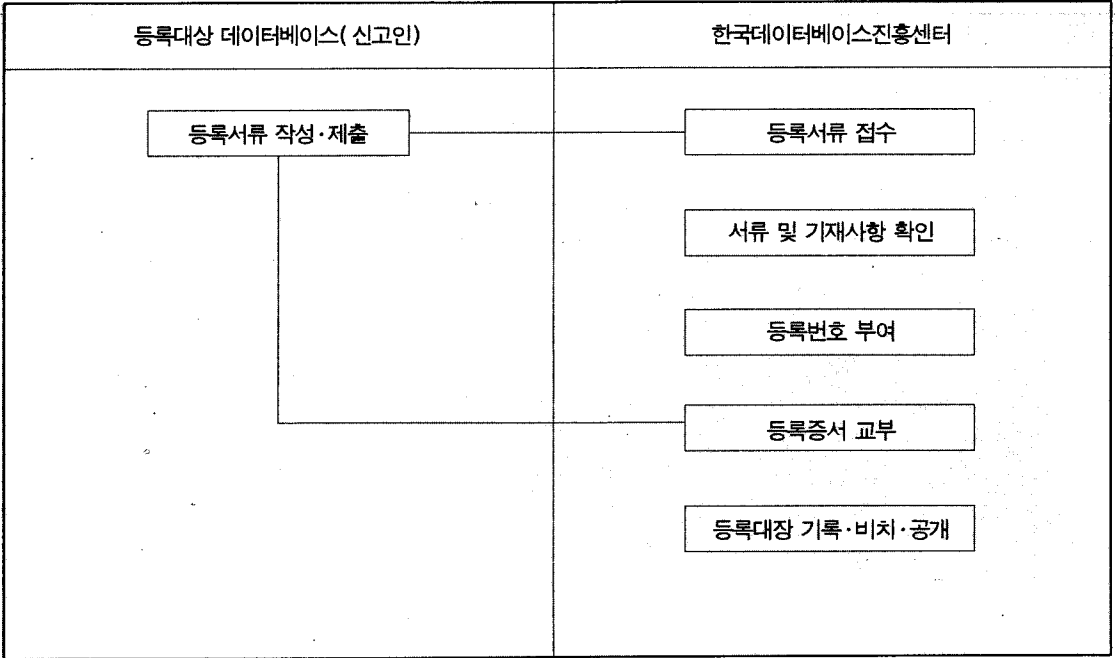 등록대상 데이터베이스( 신고인)
한국데이터베이스진흥센터
등록서류 작성·제출
등록서류 접수
서류 및 기재사항 확인
등록번호 부여
등록증서 교부
등록대장 기록·비치·공개